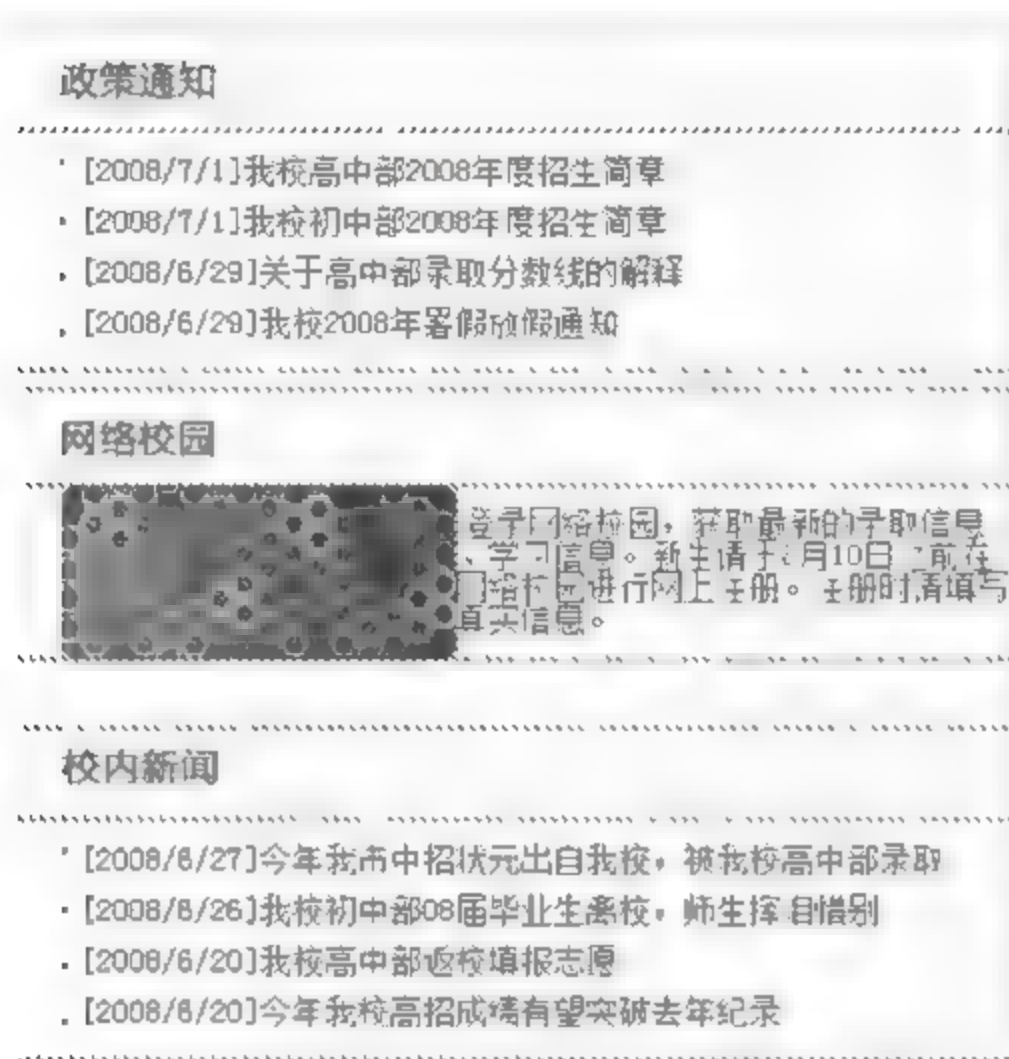 政策通知
[2008/7/1]我校高中部2008年度招生简章
[2008/7/1]我校初中部2008年度招生简章
[2008/6/29]关于高中部录取分数线的解释
[2008/6/29]我校2008年署假放假通知
网络校园
登录网络校园，获取最新的录取信息
、学习信息。新生请于 月10日 前在
网络校园进行网上注册。注册时请填写
真实信息。
校内新闻
[2008/6/27]今年我市中招状元出自我校，被我校高中部录取
[2008/6/26]我校初中部08届毕业生离校，师生挥 惜别
[2008/6/20]我校高中部返校填报志愿
[2008/6/20]今年我校高招成绩有望突破去年纪录